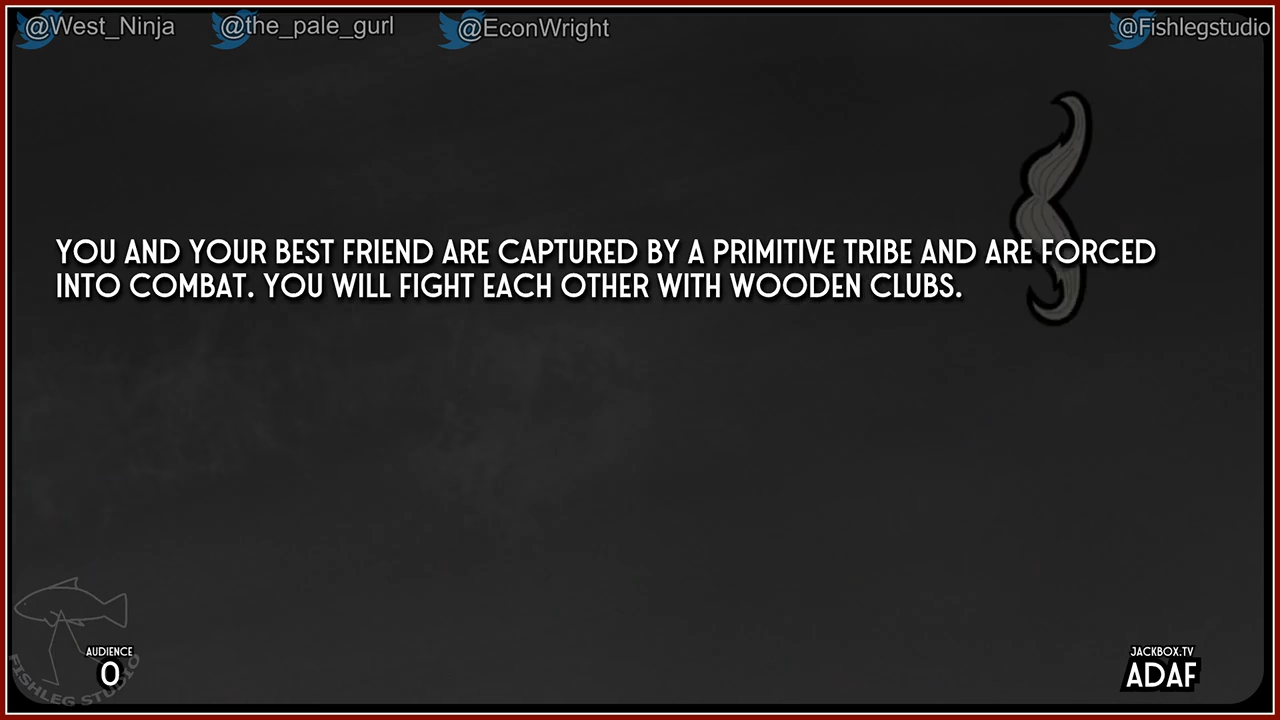 @West_Ninja @the_pale_gurl @EconWright @Fishlegstudio
YOU AND YOUR BEST FRIEND ARE CAPTURED BY A PRIMITIVE TRIBE AND ARE FORCED
INTO COMBAT. YOU WILL FIGHT EACH OTHER WITH WOODEN CLUBS.
AUDIENCE
0
FISHLEG STUDIO
JACKBOX.TV
ADAF